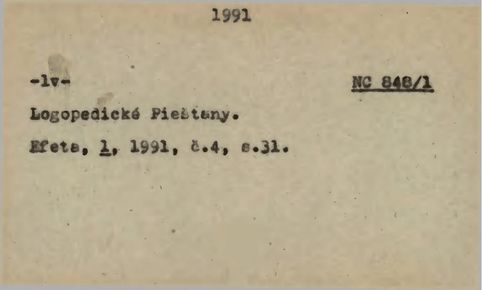 1991
-lv- NC 848/1
Logopedické Piešťany.
Efeta, 1, 1991, č.4, s.31.